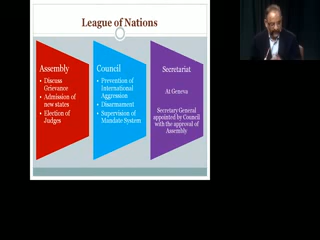 League of Nations
Assembly
• Discuss
Grievance
• Admission of
new states
• Election of
Judges
Council
• Prevention of
International
Aggression
• Disarmament
• Supervision of
Mandate System
Secretariat
At Geneva
Secretary General
appointed by Council
with the approval of
Assembly